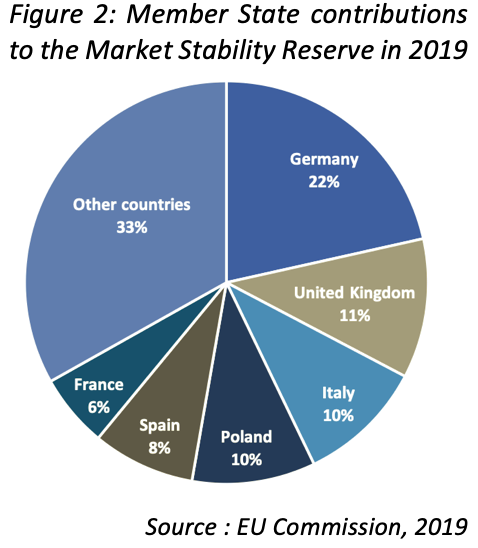 Figure 2: Member State contributions
to the Market Stability Reserve in 2019
Germany
22%
United Kingdom
11%
Italy
10%
Poland
10%
Spain
8%
France
6%
Other countries
33%
Source : EU Commission, 2019